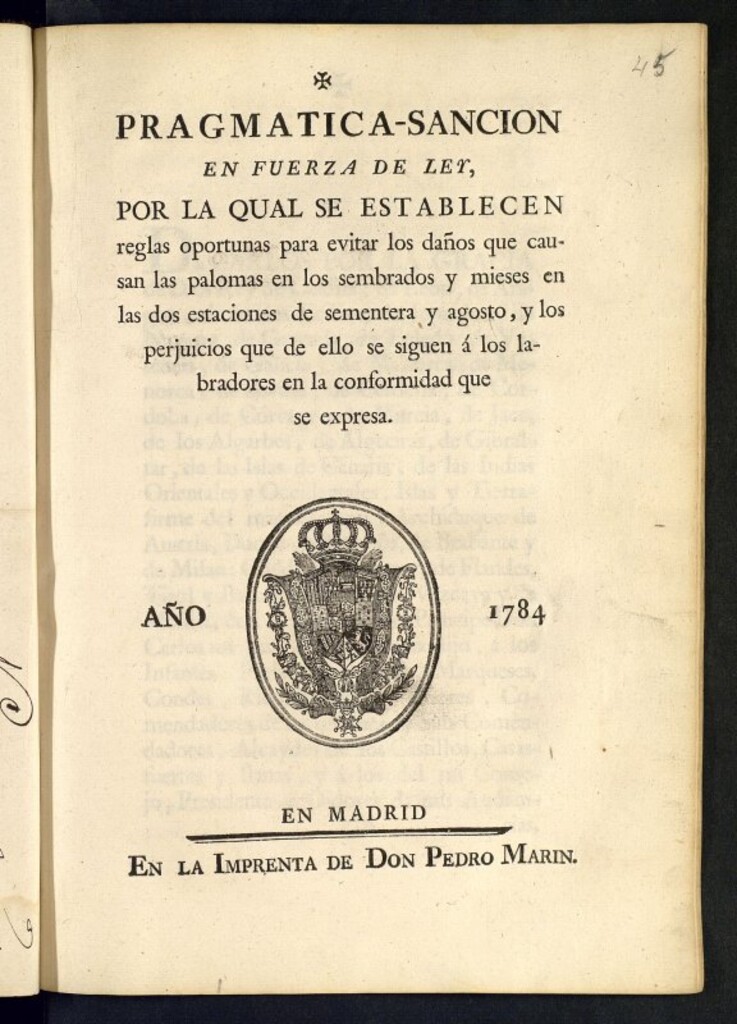 45
✠
PRAGMATICA-SANCION
EN FUERZA DE LEY,
POR LA QUAL SE ESTABLECEN
reglas oportunas para evitar los daños que cau-
san las palomas en los sembrados y mieses en
las dos estaciones de sementera y agosto, y los
perjuicios que de ello se siguen á los la-
bradores en la conformidad que
se expresa.
AÑO 1784
EN MADRID
EN LA IMPRENTA DE DON PEDRO MARIN.